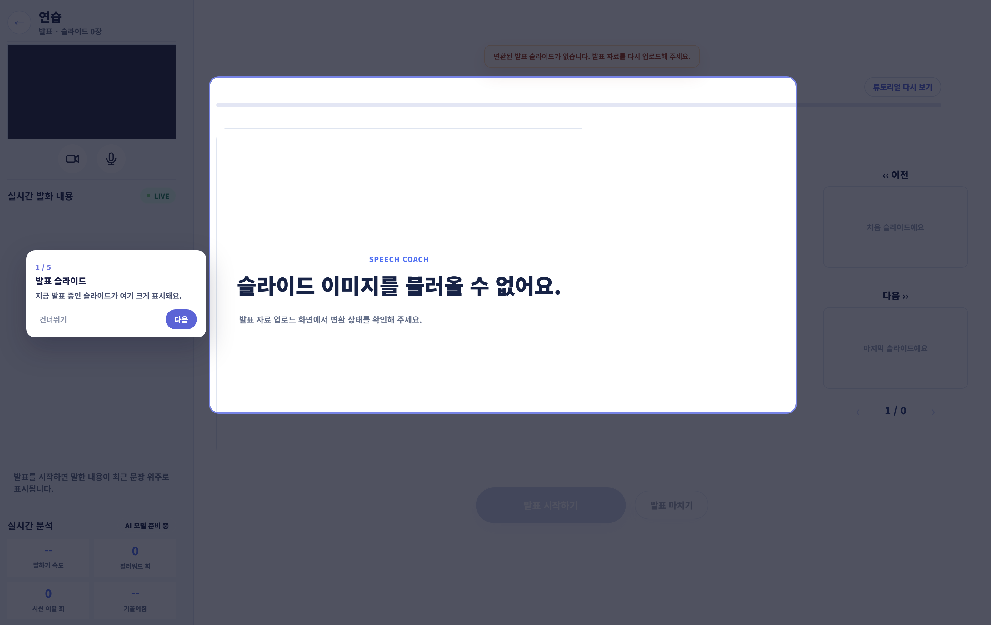 연습
발표 · 슬라이드 0장
실시간 발화 내용
LIVE
1 / 5
발표 슬라이드
지금 발표 중인 슬라이드가 여기 크게 표시돼요.
건너뛰기
다음
발표를 시작하면 말한 내용이 최근 문장 위주로
표시됩니다.
실시간 분석
AI 모델 준비 중
--
말하기 속도
0
필러워드 회
0
시선 이탈 회
--
기울어짐
변환된 발표 슬라이드가 없습니다. 발표 자료를 다시 업로드해 주세요.
튜토리얼 다시 보기
SPEECH COACH
슬라이드 이미지를 불러올 수 없어요.
발표 자료 업로드 화면에서 변환 상태를 확인해 주세요.
‹‹ 이전
처음 슬라이드예요
다음 ››
마지막 슬라이드예요
‹ 1 / 0 ›
발표 시작하기
발표 마치기